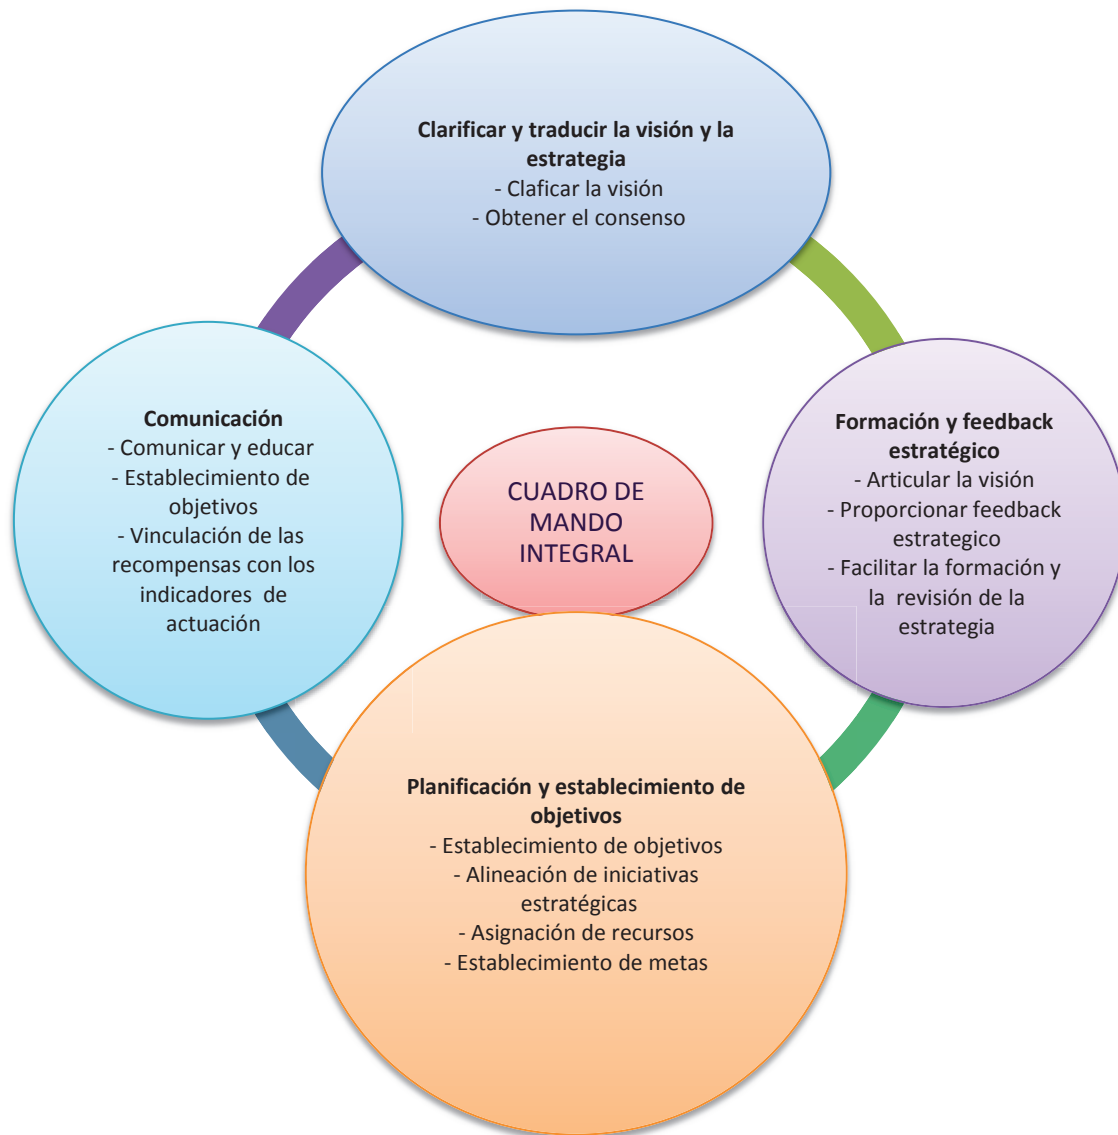 Clarificar y traducir la visión y la
estrategia
- Claficar la visión
- Obtener el consenso
Comunicación
- Comunicar y educar
- Establecimiento de
objetivos
- Vinculación de las
recompensas con los
indicadores de
actuación
CUADRO DE
MANDO
INTEGRAL
Formación y feedback
estratégico
- Articular la visión
- Proporcionar feedback
estrategico
- Facilitar la formación y
la revisión de la
estrategia
Planificación y establecimiento de
objetivos
- Establecimiento de objetivos
- Alineación de iniciativas
estratégicas
- Asignación de recursos
- Establecimiento de metas